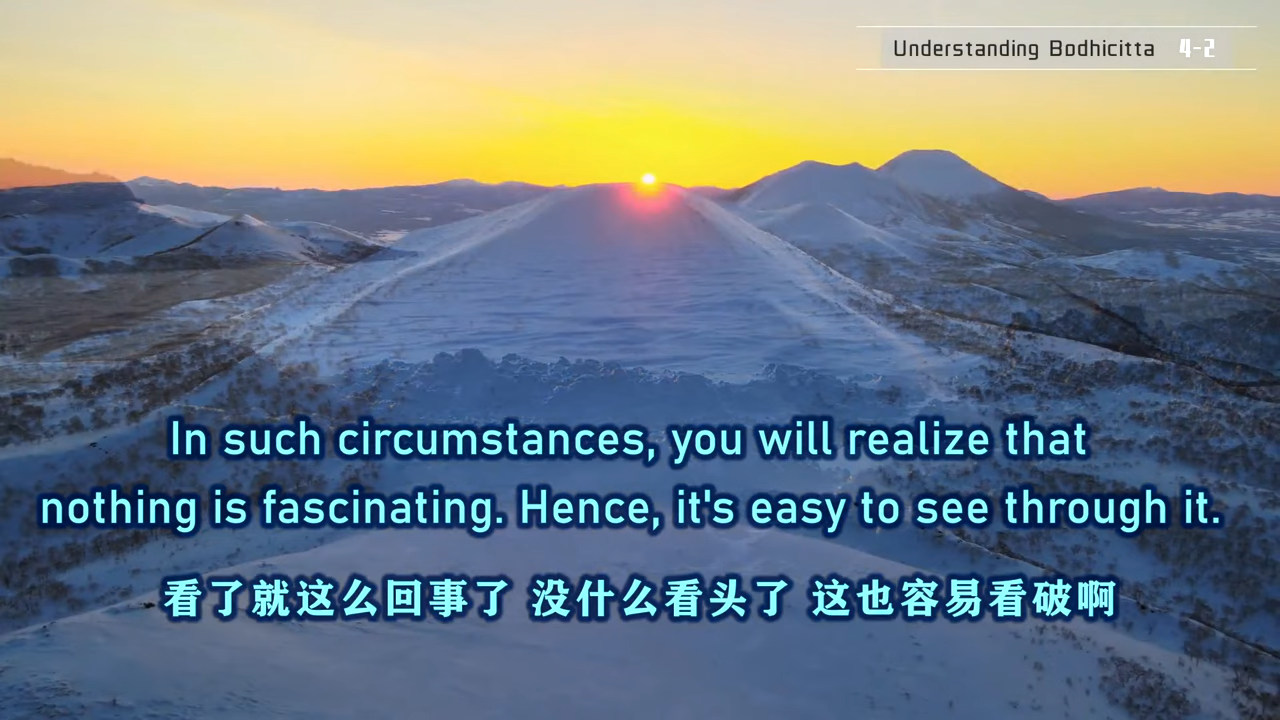 Understanding Bodhicitta 4-2
In such circumstances, you will realize that
nothing is fascinating. Hence, it's easy to see through it.
看了就这么回事了 没什么看头了 这也容易看破啊